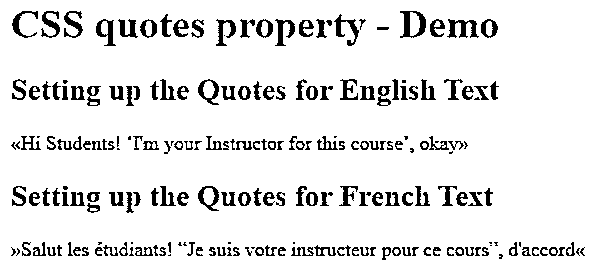 CSS quotes property - Demo
Setting up the Quotes for English Text
«Hi Students! ‘I'm your Instructor for this course’, okay»
Setting up the Quotes for French Text
»Salut les étudiants! “Je suis votre instructeur pour ce cours”, d'accord«